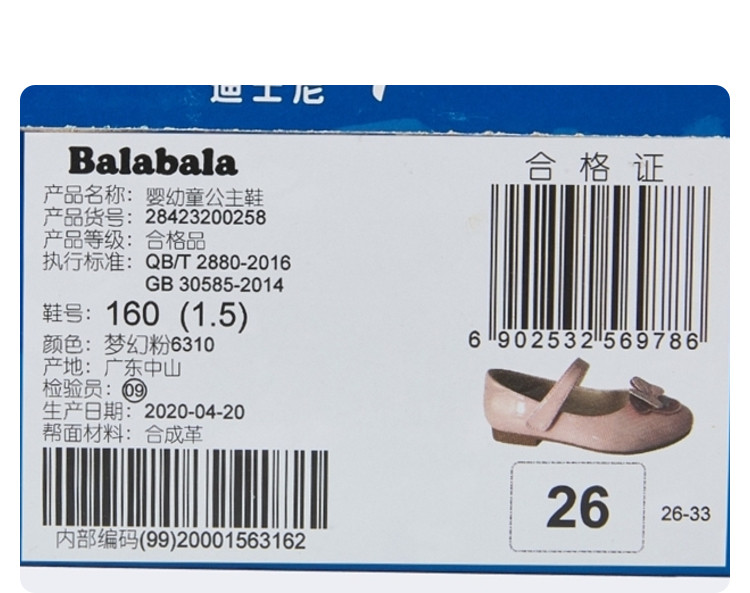 迪士尼
Balabala
产品名称：婴幼童公主鞋
产品货号：28423200258
产品等级：合格品
执行标准：QB/T 2880-2016
GB 30585-2014
鞋号：160 (1.5)
颜色：梦幻粉6310
产地：广东中山
检验员：09
生产日期：2020-04-20
帮面材料：合成革
内部编码(99)20001563162
合格证
6 902532 569786
26
26-33